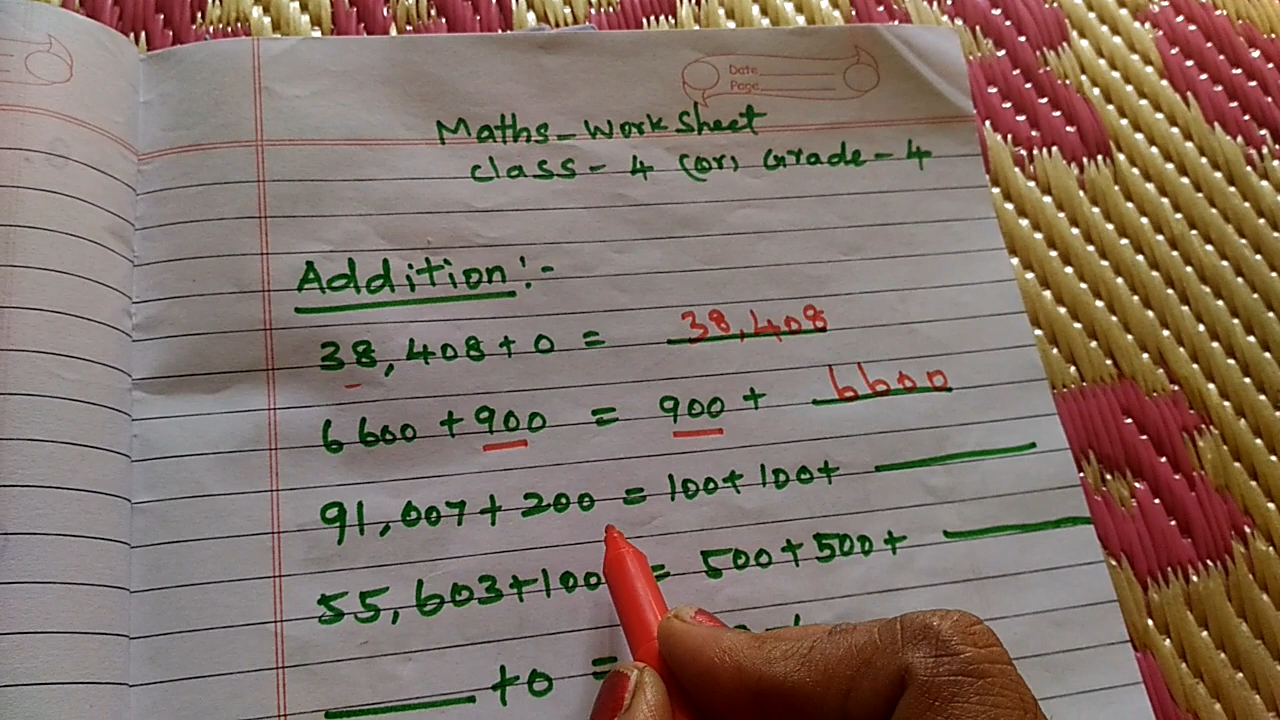 Date
Page
Maths-Work Sheet
class-4 (or) Grade-4
Addition:-
38,408+0= 38,408
6600+900 = 900+ 6600
91,007+200 = 100+100+
55,603+100 = 500+500+
+0 =